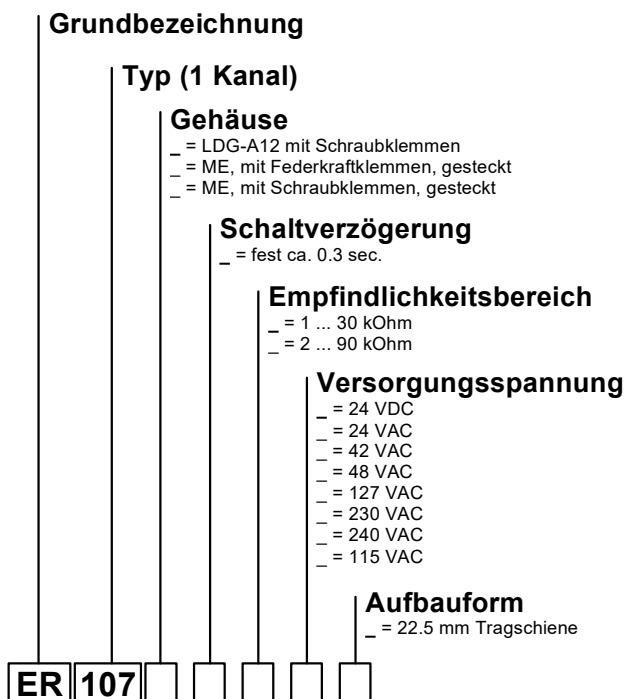 Grundbezeichnung
Typ (1 Kanal)
Gehäuse
_ = LDG-A12 mit Schraubklemmen
_ = ME, mit Federkraftklemmen, gesteckt
_ = ME, mit Schraubklemmen, gesteckt
Schaltverzögerung
_ = fest ca. 0.3 sec.
Empfindlichkeitsbereich
_ = 1 ... 30 kOhm
_ = 2 ... 90 kOhm
Versorgungsspannung
_ = 24 VDC
_ = 24 VAC
_ = 42 VAC
_ = 48 VAC
_ = 127 VAC
_ = 230 VAC
_ = 240 VAC
_ = 115 VAC
Aufbauform
_ = 22.5 mm Tragschiene
ER 107